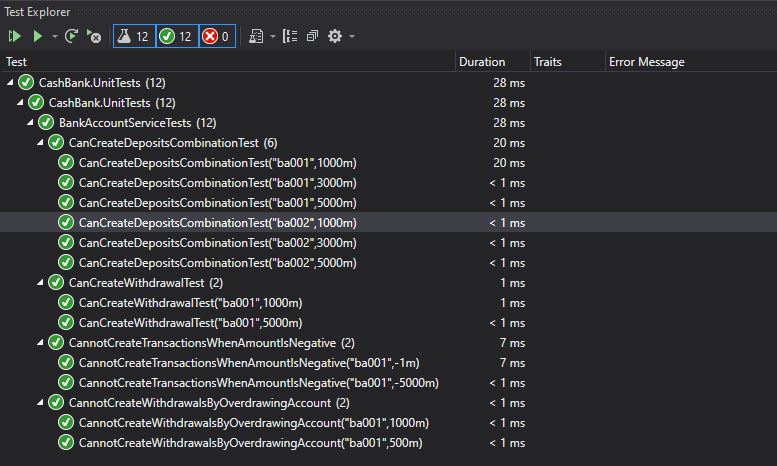 Test Explorer
12 12 0
Test Duration Traits Error Message
CashBank.UnitTests (12) 28 ms
CashBank.UnitTests (12) 28 ms
BankAccountServiceTests (12) 28 ms
CanCreateDepositsCombinationTest (6) 20 ms
CanCreateDepositsCombinationTest("ba001",1000m) 20 ms
CanCreateDepositsCombinationTest("ba001",3000m) < 1 ms
CanCreateDepositsCombinationTest("ba001",5000m) < 1 ms
CanCreateDepositsCombinationTest("ba002",1000m) < 1 ms
CanCreateDepositsCombinationTest("ba002",3000m) < 1 ms
CanCreateDepositsCombinationTest("ba002",5000m) < 1 ms
CanCreateWithdrawalTest (2) 1 ms
CanCreateWithdrawalTest("ba001",1000m) 1 ms
CanCreateWithdrawalTest("ba001",5000m) < 1 ms
CannotCreateTransactionsWhenAmountIsNegative (2) 7 ms
CannotCreateTransactionsWhenAmountIsNegative("ba001",-1m) 7 ms
CannotCreateTransactionsWhenAmountIsNegative("ba001",-5000m) < 1 ms
CannotCreateWithdrawalsByOverdrawingAccount (2) < 1 ms
CannotCreateWithdrawalsByOverdrawingAccount("ba001",1000m) < 1 ms
CannotCreateWithdrawalsByOverdrawingAccount("ba001",500m) < 1 ms